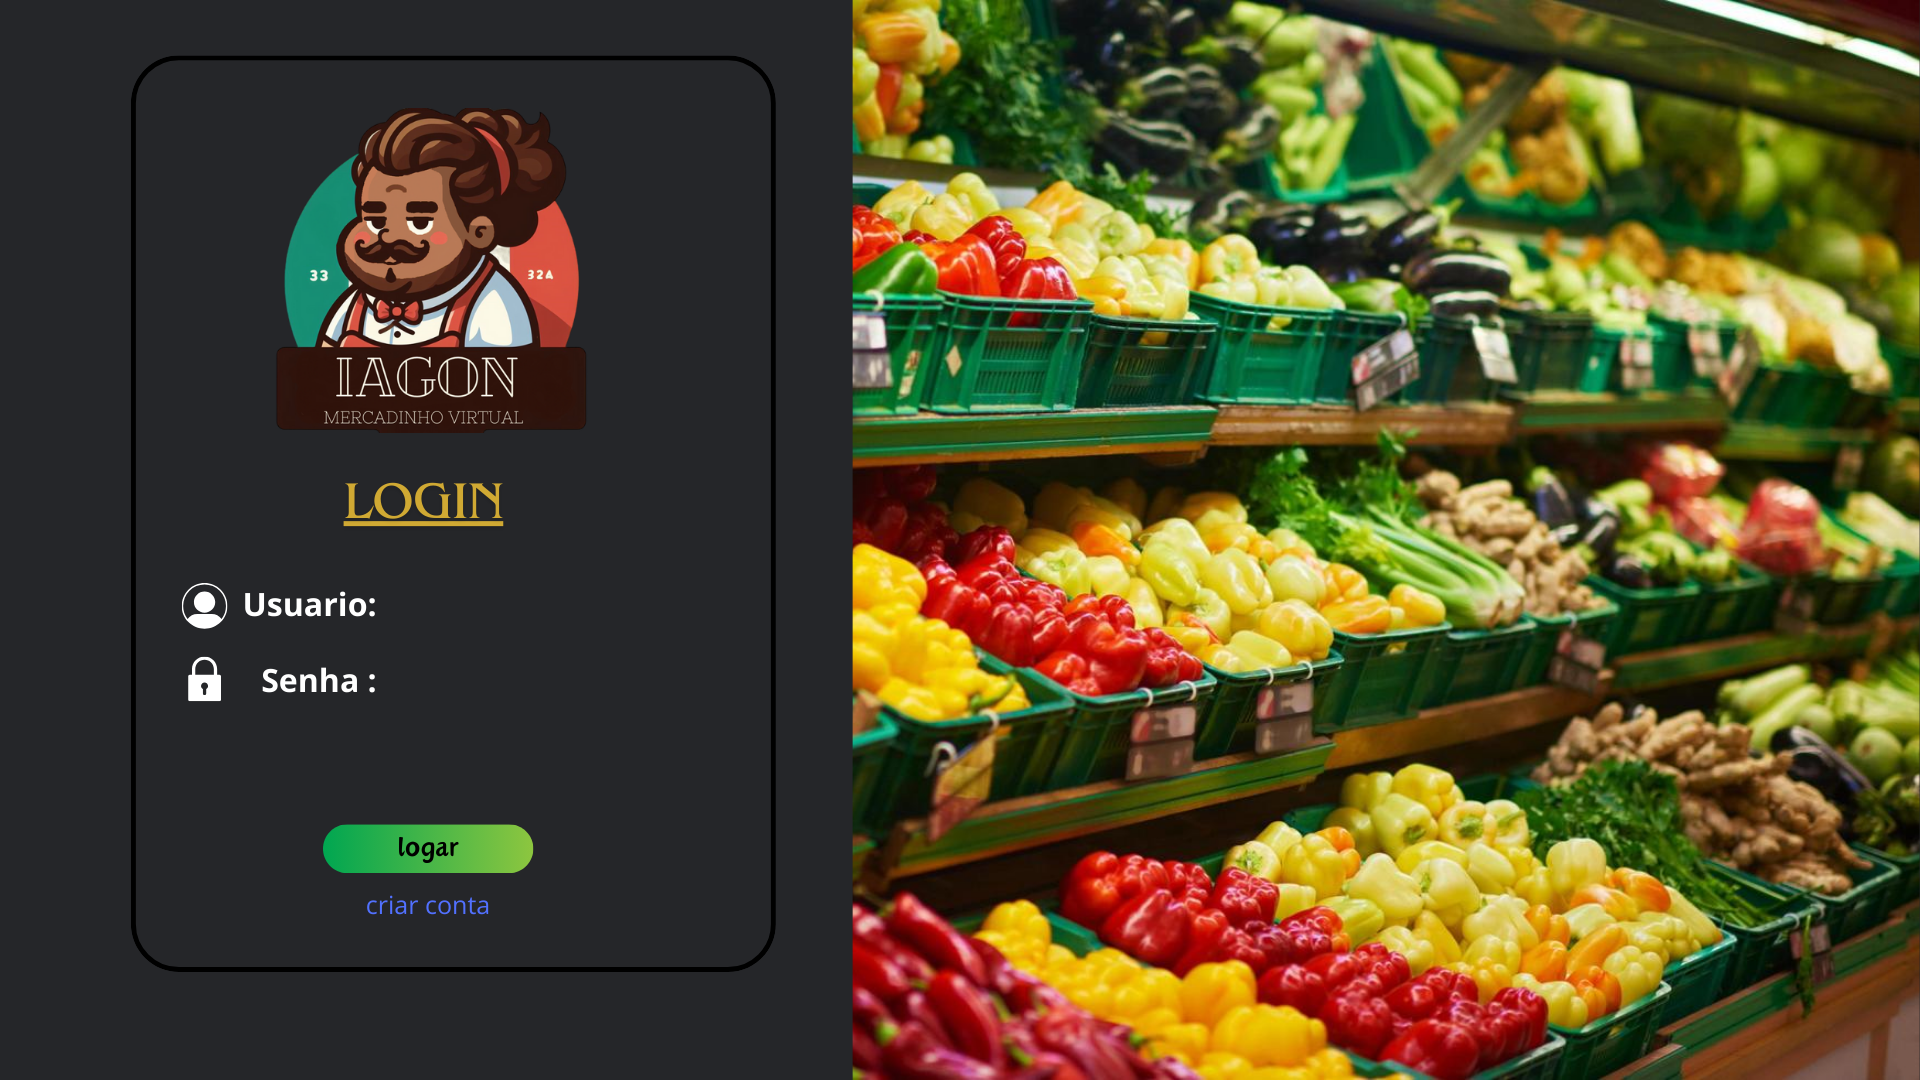 33
32A
IAGON
MERCADINHO VIRTUAL
LOGIN
Usuario:
Senha :
logar
criar conta